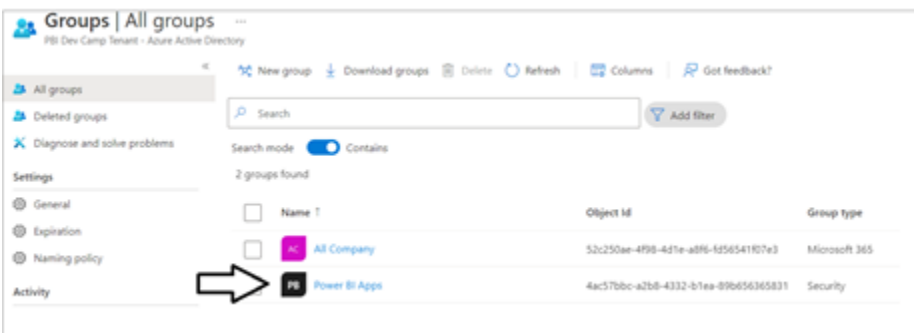 Groups | All groups ...
PBI Dev Camp Tenant - Azure Active Directory
«
New group Download groups Delete Refresh Columns Got feedback?
All groups
Deleted groups
Diagnose and solve problems
Settings
General
Expiration
Naming policy
Activity
Search
Add filter
Search mode Contains
2 groups found
Name ↑ Object Id Group type
AC All Company 52c250ae-4f98-4d1e-a8f6-fd56541f07e3 Microsoft 365
PB Power BI Apps 4ac57bbc-a2b8-4332-b1ea-89b656365831 Security